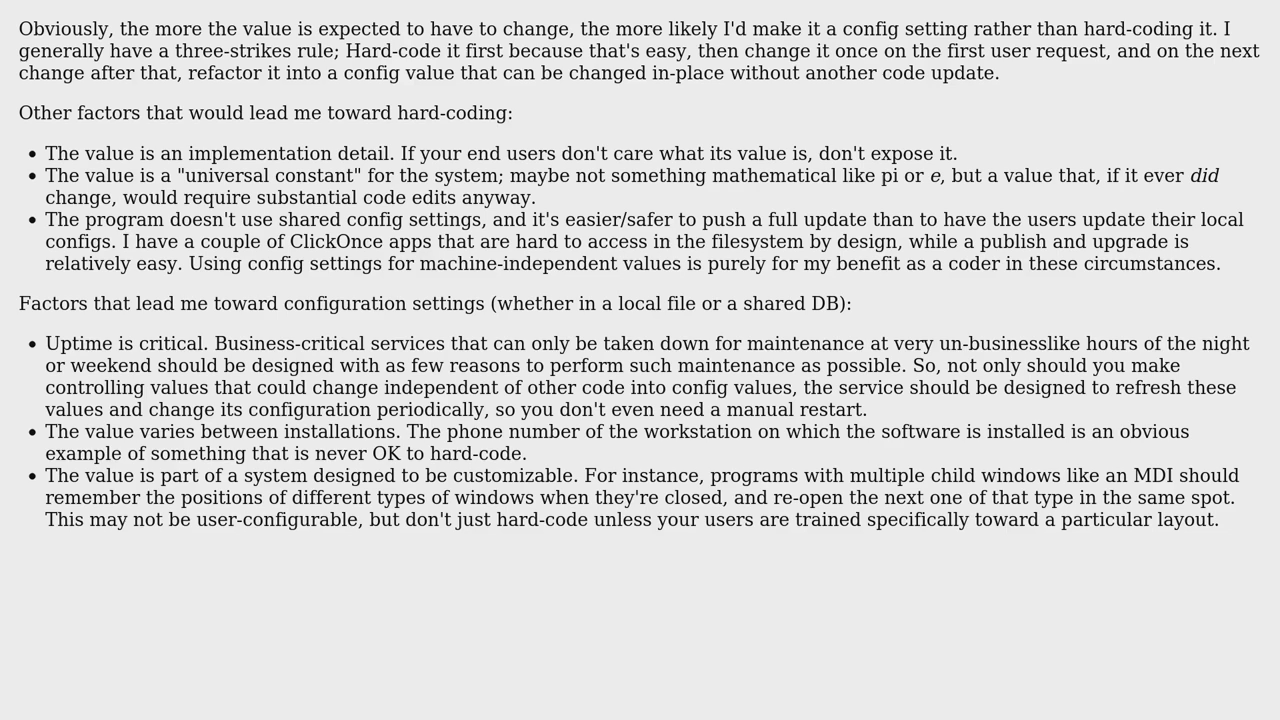 Obviously, the more the value is expected to have to change, the more likely I'd make it a config setting rather than hard-coding it. I
generally have a three-strikes rule; Hard-code it first because that's easy, then change it once on the first user request, and on the next
change after that, refactor it into a config value that can be changed in-place without another code update.
Other factors that would lead me toward hard-coding:
• The value is an implementation detail. If your end users don't care what its value is, don't expose it.
• The value is a "universal constant" for the system; maybe not something mathematical like pi or e, but a value that, if it ever did
change, would require substantial code edits anyway.
• The program doesn't use shared config settings, and it's easier/safer to push a full update than to have the users update their local
configs. I have a couple of ClickOnce apps that are hard to access in the filesystem by design, while a publish and upgrade is
relatively easy. Using config settings for machine-independent values is purely for my benefit as a coder in these circumstances.
Factors that lead me toward configuration settings (whether in a local file or a shared DB):
• Uptime is critical. Business-critical services that can only be taken down for maintenance at very un-businesslike hours of the night
or weekend should be designed with as few reasons to perform such maintenance as possible. So, not only should you make
controlling values that could change independent of other code into config values, the service should be designed to refresh these
values and change its configuration periodically, so you don't even need a manual restart.
• The value varies between installations. The phone number of the workstation on which the software is installed is an obvious
example of something that is never OK to hard-code.
• The value is part of a system designed to be customizable. For instance, programs with multiple child windows like an MDI should
remember the positions of different types of windows when they're closed, and re-open the next one of that type in the same spot.
This may not be user-configurable, but don't just hard-code unless your users are trained specifically toward a particular layout.